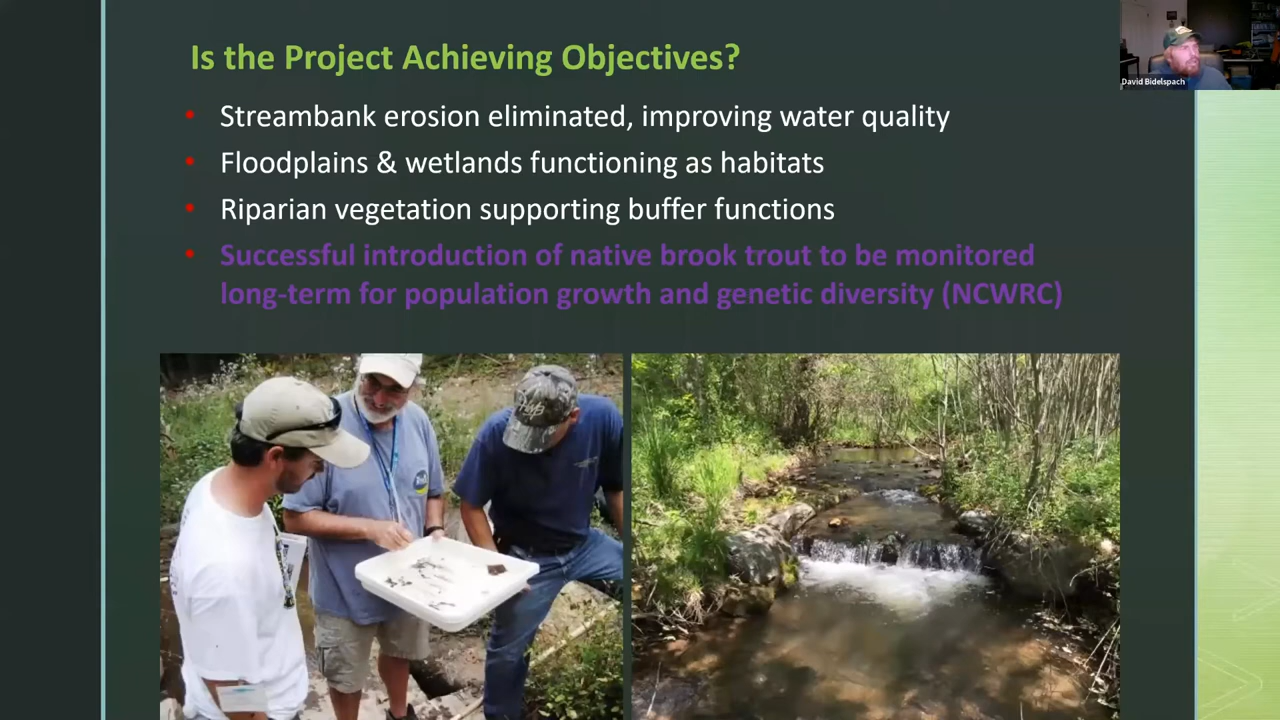 Is the Project Achieving Objectives?
• Streambank erosion eliminated, improving water quality
• Floodplains & wetlands functioning as habitats
• Riparian vegetation supporting buffer functions
• Successful introduction of native brook trout to be monitored
long-term for population growth and genetic diversity (NCWRC)
David Bidelspach